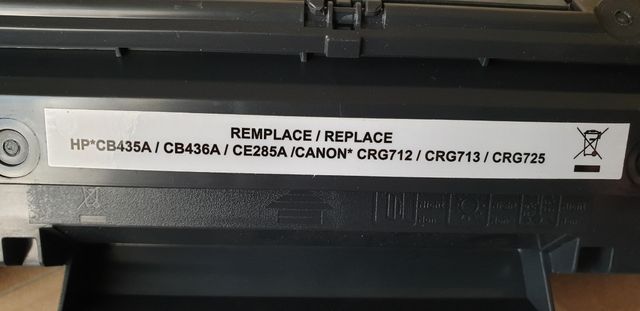 REMPLACE / REPLACE
HP*CB435A / CB436A / CE285A /CANON* CRG712 / CRG713 / CRG725